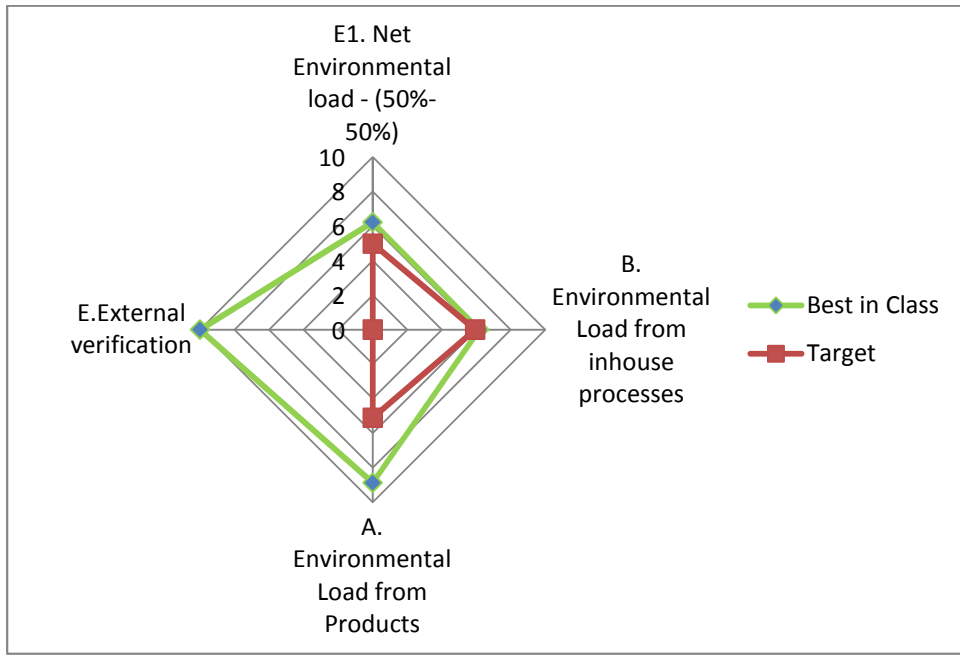 E1. Net
Environmental
load - (50%-
50%)
10
8
6
4
2
0
B.
Environmental
Load from
inhouse
processes
E.External
verification
A.
Environmental
Load from
Products
Best in Class
Target